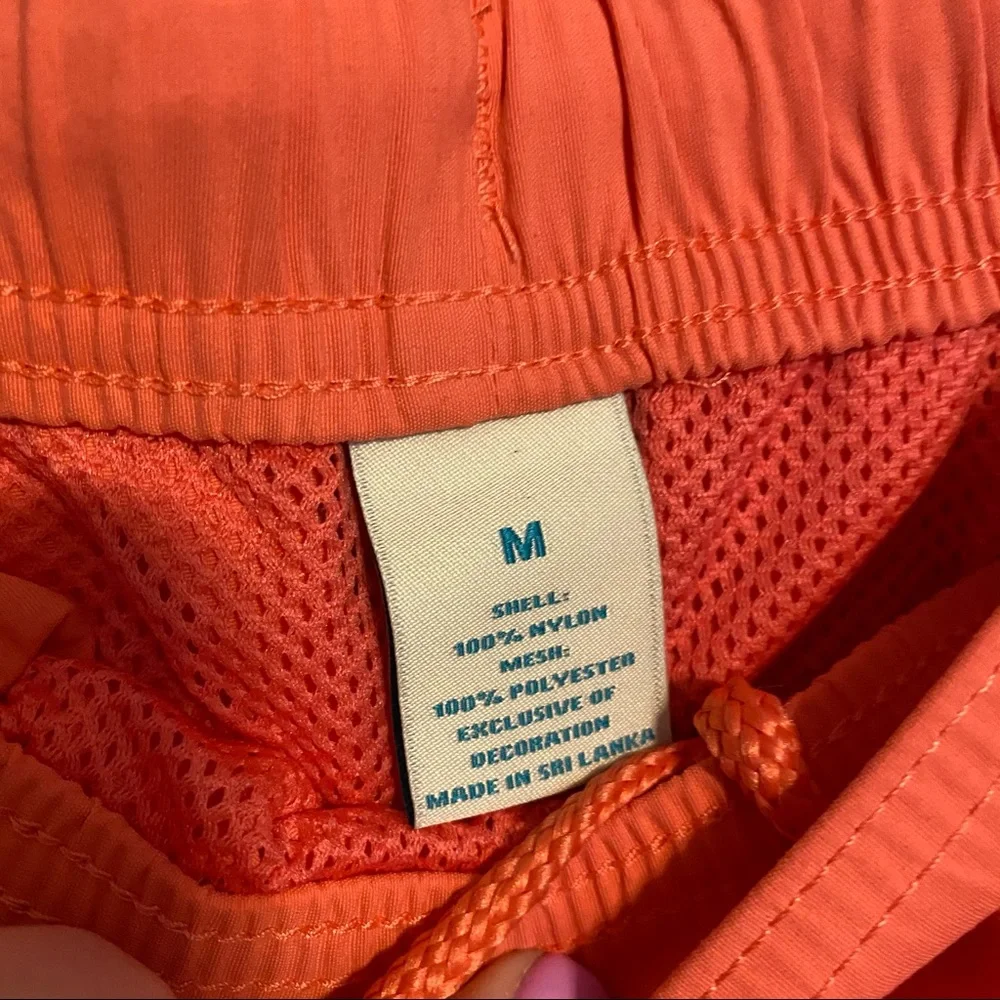 M
SHELL:
100% NYLON
MESH:
100% POLYESTER
EXCLUSIVE OF
DECORATION
MADE IN SRI LANKA